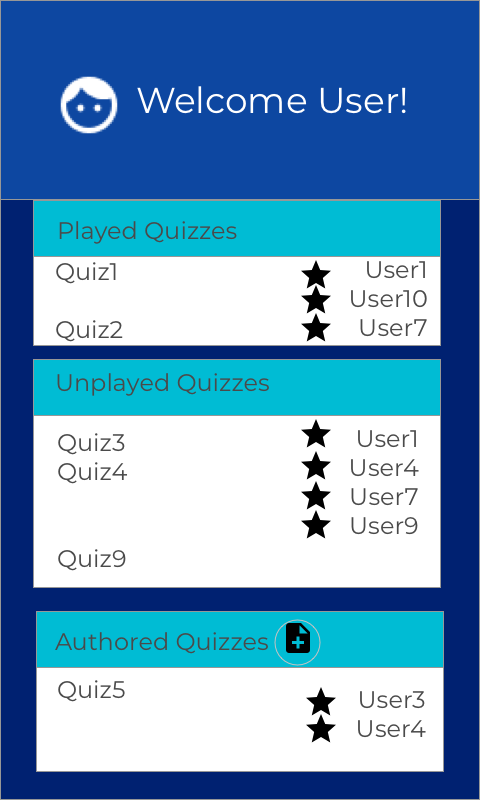 Welcome User!
Played Quizzes
Quiz1 User1
User10
Quiz2 User7
Unplayed Quizzes
Quiz3 User1
Quiz4 User4
User7
User9
Quiz9
Authored Quizzes
Quiz5 User3
User4